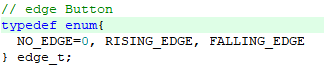 // edge Button
typedef enum{
  NO_EDGE=0, RISING_EDGE, FALLING_EDGE
} edge_t;